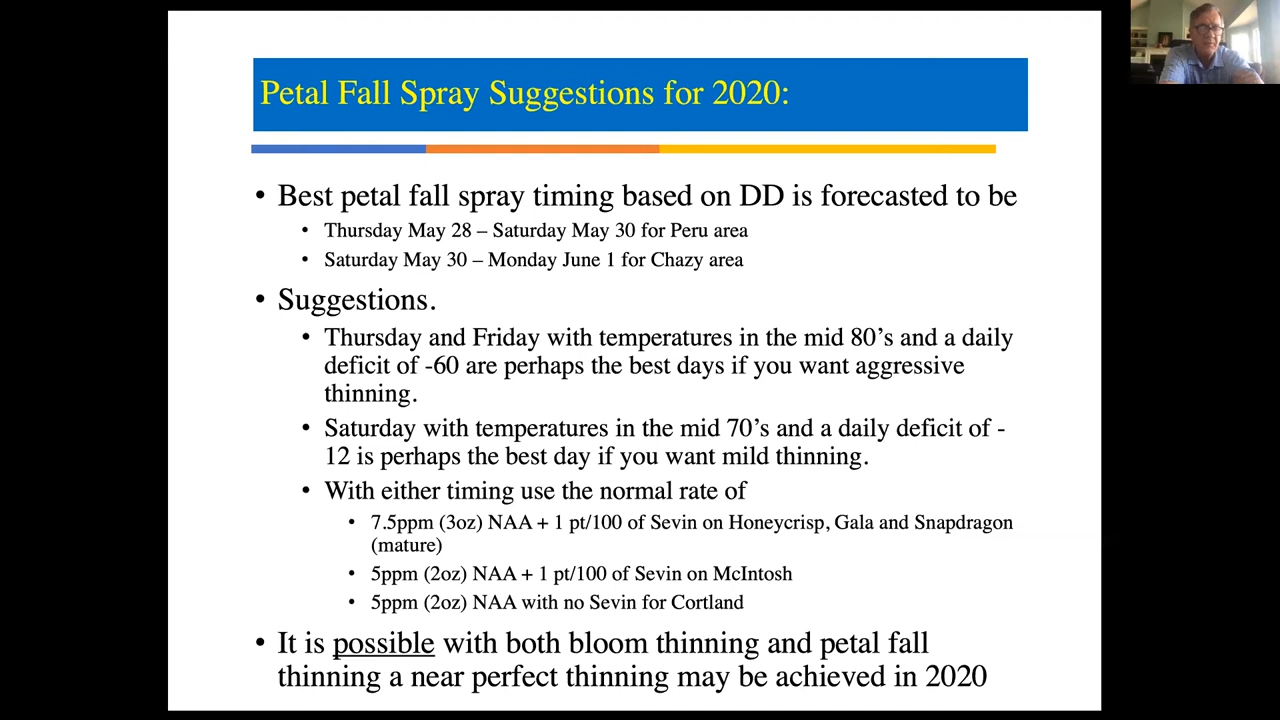 Petal Fall Spray Suggestions for 2020:
• Best petal fall spray timing based on DD is forecasted to be
• Thursday May 28 – Saturday May 30 for Peru area
• Saturday May 30 – Monday June 1 for Chazy area
• Suggestions.
• Thursday and Friday with temperatures in the mid 80’s and a daily
deficit of -60 are perhaps the best days if you want aggressive
thinning.
• Saturday with temperatures in the mid 70’s and a daily deficit of -
12 is perhaps the best day if you want mild thinning.
• With either timing use the normal rate of
• 7.5ppm (3oz) NAA + 1 pt/100 of Sevin on Honeycrisp, Gala and Snapdragon
(mature)
• 5ppm (2oz) NAA + 1 pt/100 of Sevin on McIntosh
• 5ppm (2oz) NAA with no Sevin for Cortland
• It is possible with both bloom thinning and petal fall
thinning a near perfect thinning may be achieved in 2020